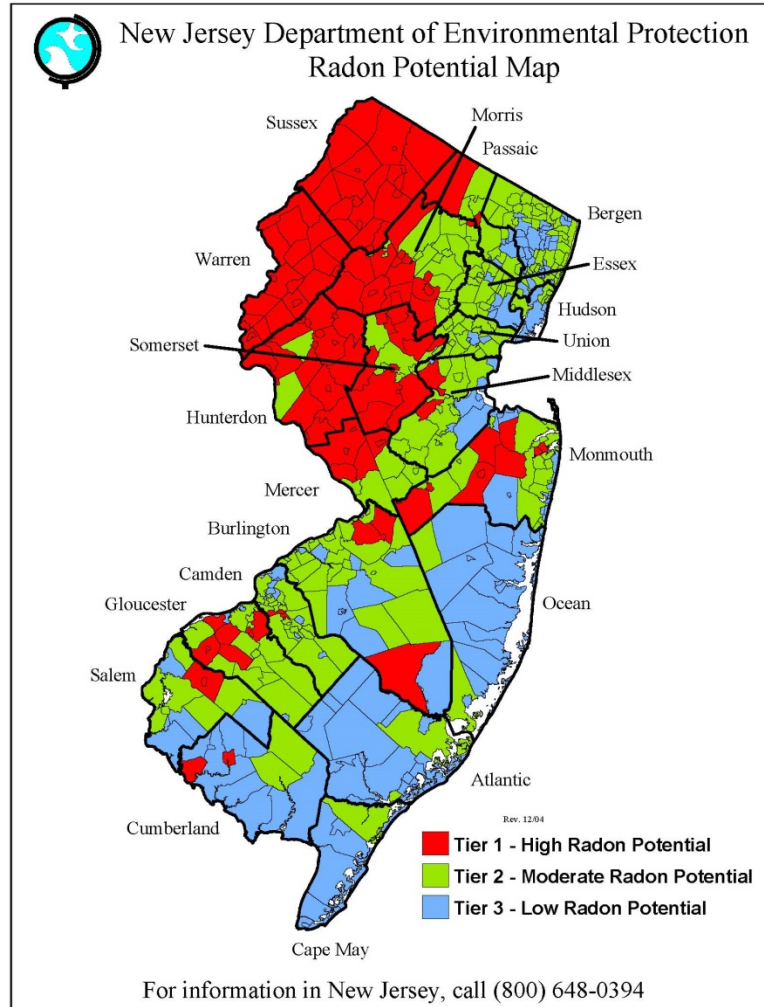 New Jersey Department of Environmental Protection
Radon Potential Map
Morris
Sussex
Passaic
Bergen
Warren
Essex
Hudson
Somerset
Union
Middlesex
Hunterdon
Monmouth
Mercer
Burlington
Camden
Ocean
Gloucester
Salem
Atlantic
Rev. 12/04
Cumberland
Tier 1 - High Radon Potential
Tier 2 - Moderate Radon Potential
Tier 3 - Low Radon Potential
Cape May
For information in New Jersey, call (800) 648-0394